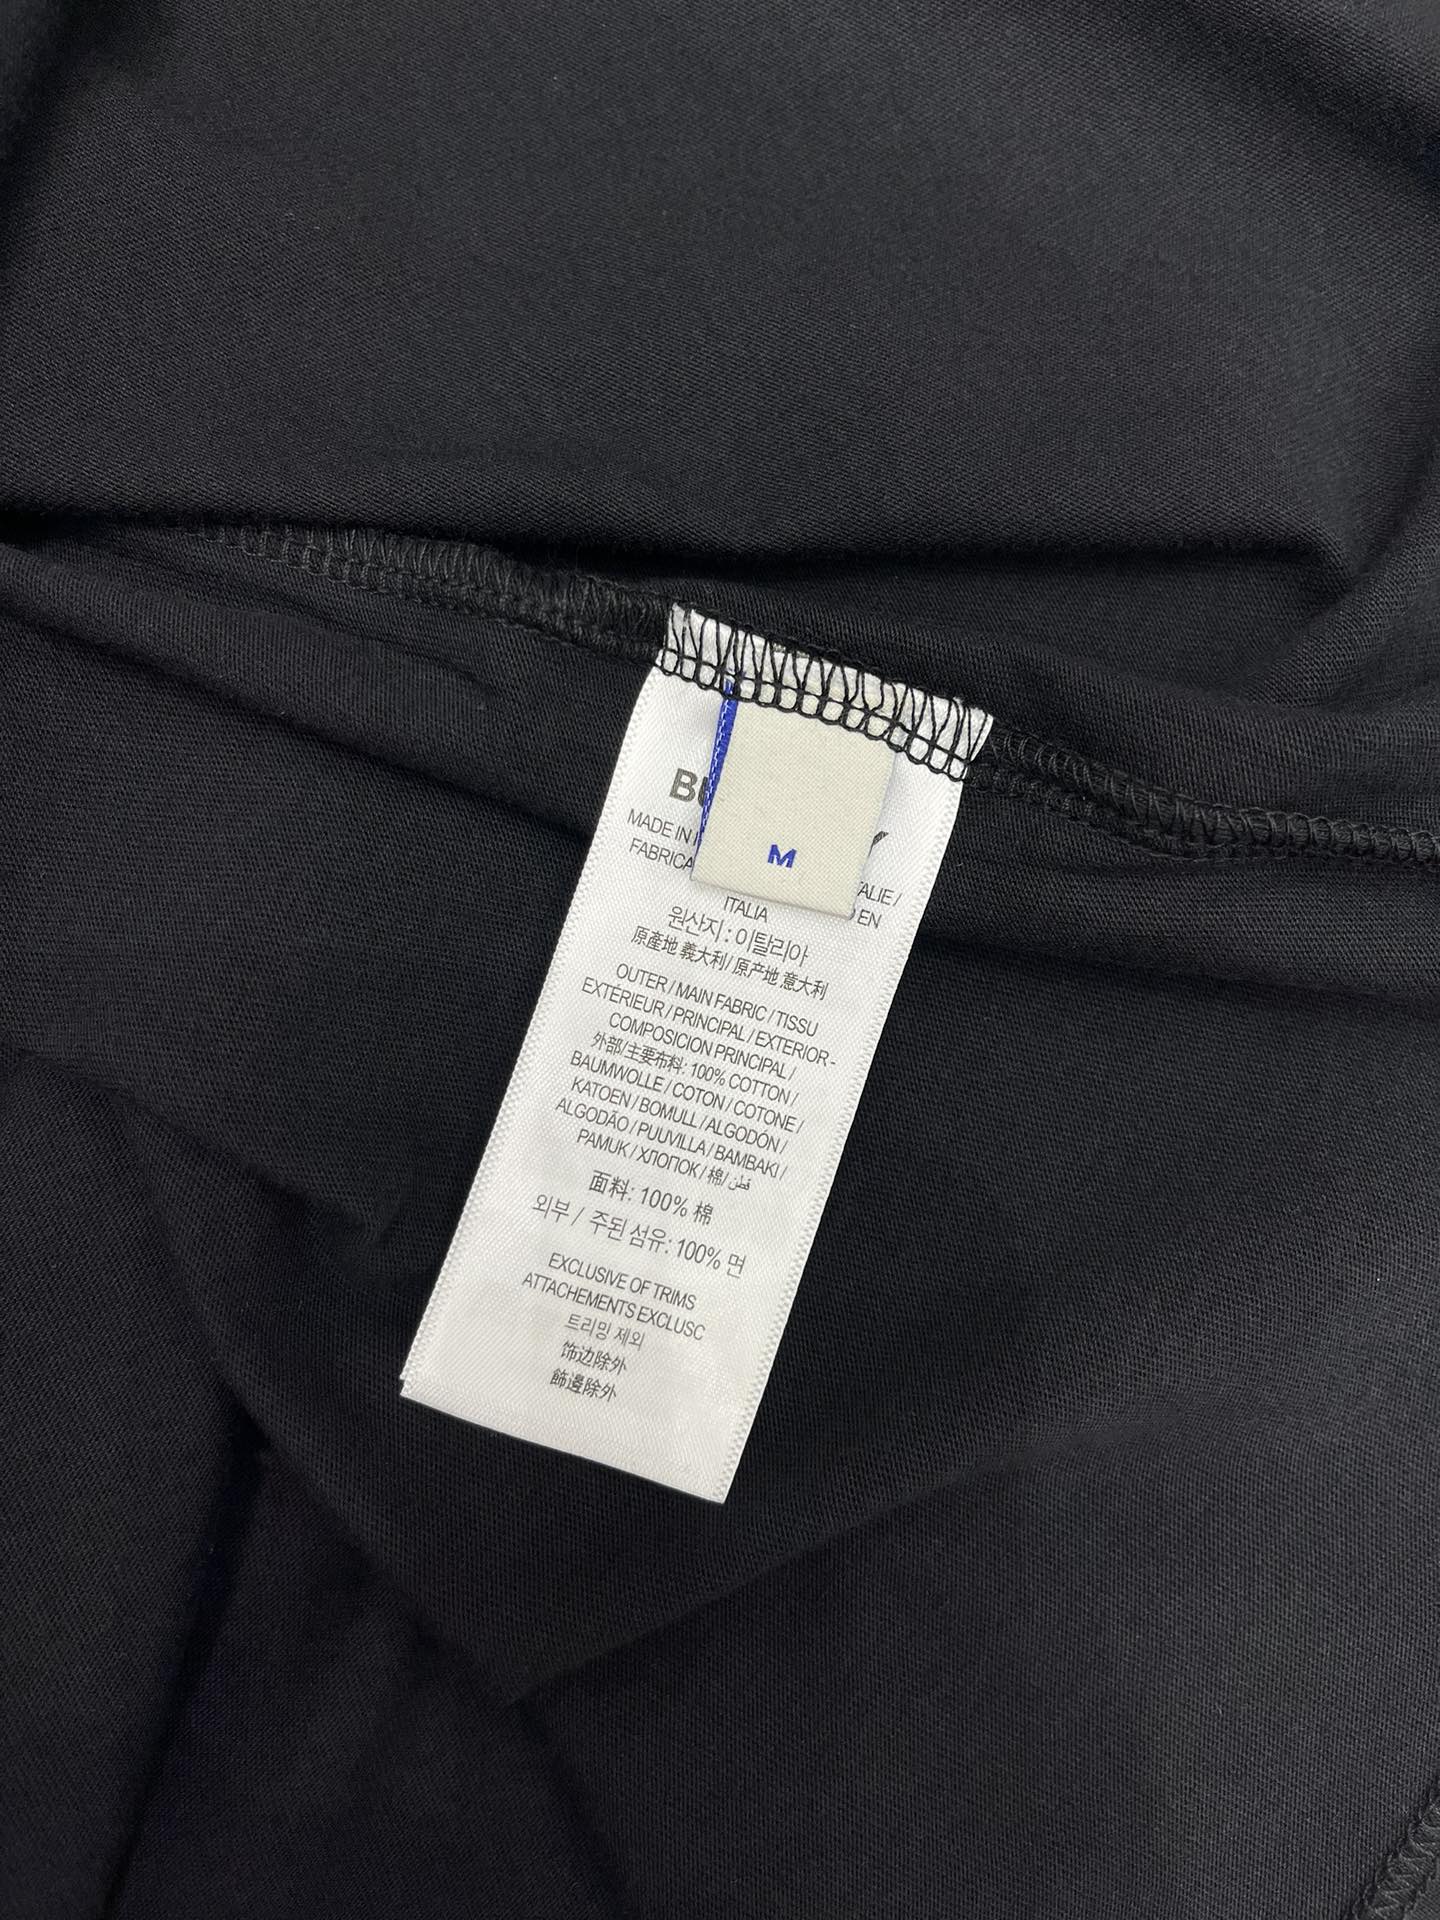 M
MADE IN
FABRICA
ITALIA
원산지 : 이탈리아
原產地 義大利/ 原产地 意大利
OUTER / MAIN FABRIC / TISSU
EXTÉRIEUR / PRINCIPAL / EXTERIOR -
COMPOSICION PRINCIPAL /
外部/主要布料: 100% COTTON /
BAUMWOLLE / COTON / COTONE /
KATOEN / BOMULL / ALGODÓN /
ALGODÃO / PUUVILLA / BAMBAKI /
PAMUK / ХЛОПОК / 棉/ قطن
面料: 100% 棉
외부 / 주된 섬유: 100% 면
EXCLUSIVE OF TRIMS
ATTACHEMENTS EXCLUSC
트리밍 제외
饰边除外
飾邊除外